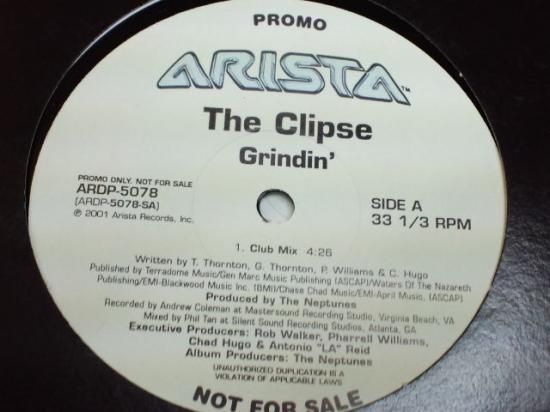 PROMO
ARISTA™
The Clipse
Grindin'
PROMO ONLY. NOT FOR SALE
ARDP-5078
(ARDP-5078-SA)
℗ 2001 Arista Records, Inc.
SIDE A
33 1/3 RPM
1. Club Mix 4:26
Written by T. Thornton, G. Thornton, P. Williams & C. Hugo
Published by Terradome Music/Gen Marc Music Publishing (ASCAP)/Waters Of The Nazareth
Publishing/EMI-Blackwood Music Inc. (BMI)/Chase Chad Music/EMI-April Music, (ASCAP)
Produced by The Neptunes
Recorded by Andrew Coleman at Mastersound Recording Studio, Virginia Beach, VA
Mixed by Phil Tan at Silent Sound Recording Studios, Atlanta, GA
Executive Producers: Rob Walker, Pharrell Williams,
Chad Hugo & Antonio "LA" Reid
Album Producers: The Neptunes
UNAUTHORIZED DUPLICATION IS A
VIOLATION OF APPLICABLE LAWS
NOT FOR SALE